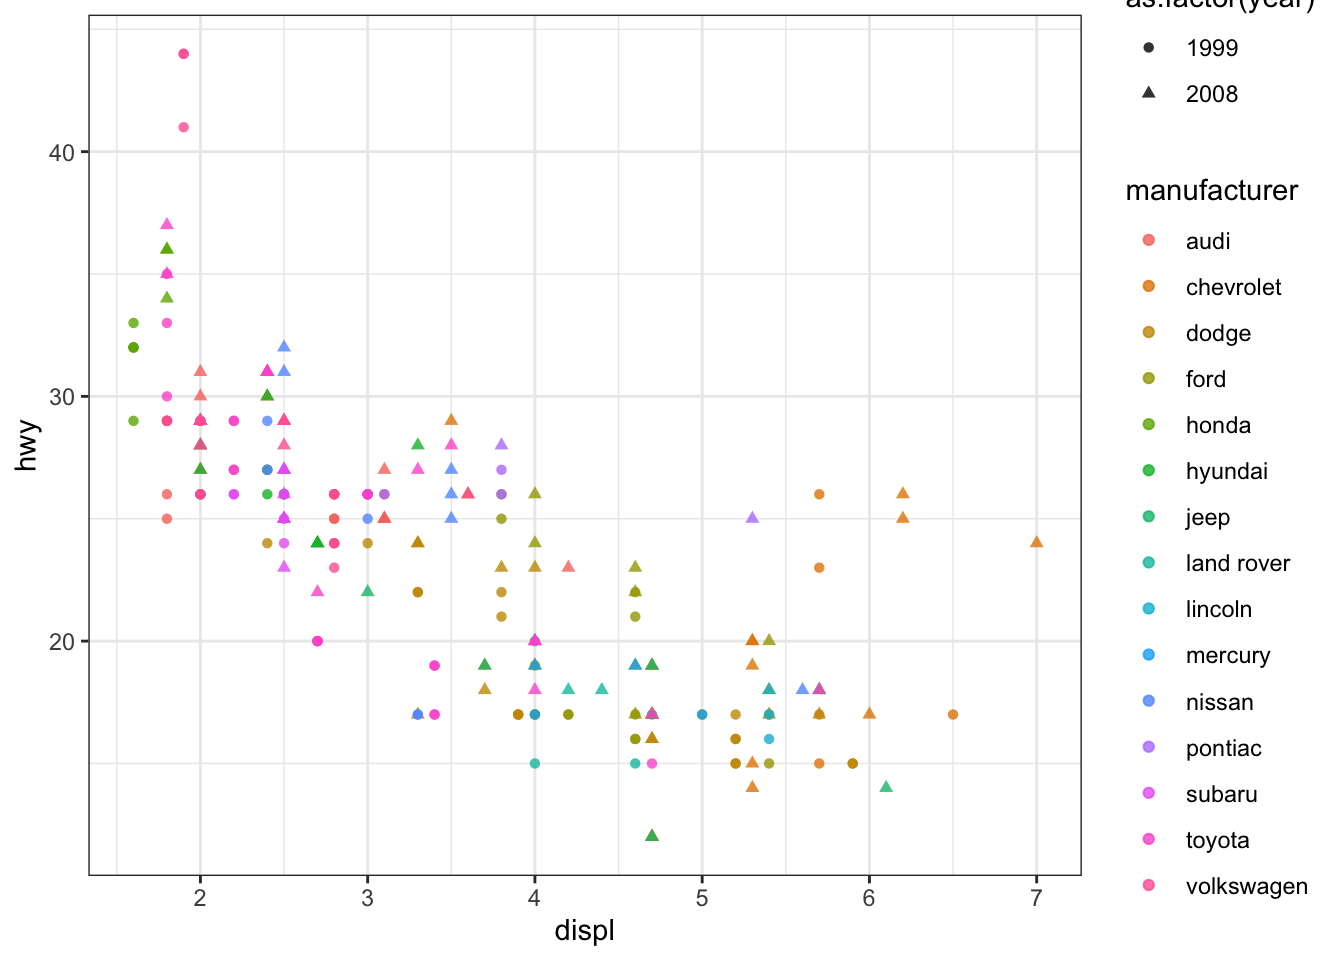 as.factor(year)
1999
2008
manufacturer
audi
chevrolet
dodge
ford
honda
hyundai
jeep
land rover
lincoln
mercury
nissan
pontiac
subaru
toyota
volkswagen
hwy
40
30
20
2 3 4 5 6 7
displ